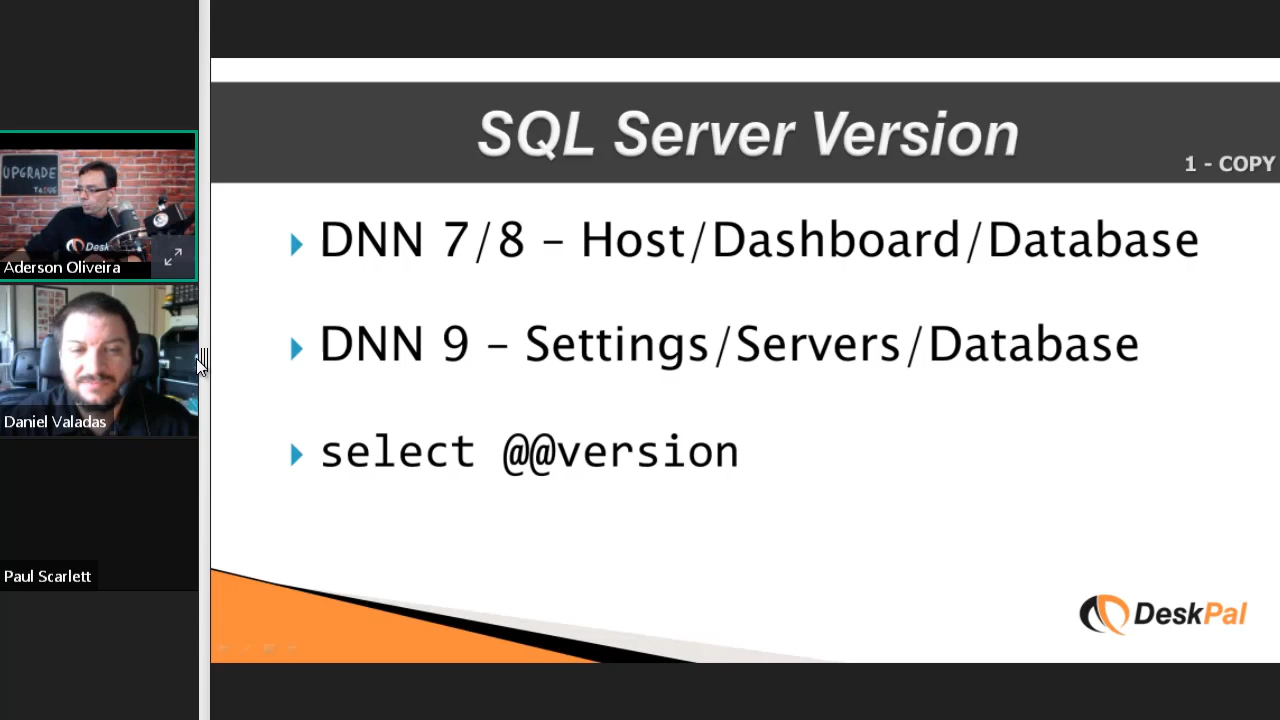 SQL Server Version
1 - COPY
DNN 7/8 – Host/Dashboard/Database
DNN 9 – Settings/Servers/Database
select @@version
DeskPal
UPGRADE
Desk
Aderson Oliveira
Daniel Valadas
Paul Scarlett